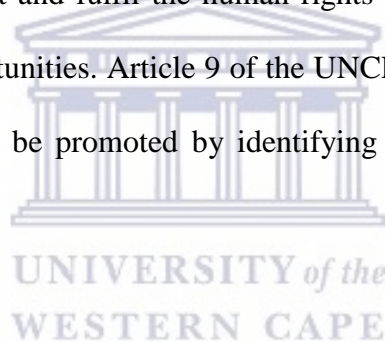 t and fulfil the human rights
tunities. Article 9 of the UNC
be promoted by identifying
UNIVERSITY of the
WESTERN CAPE